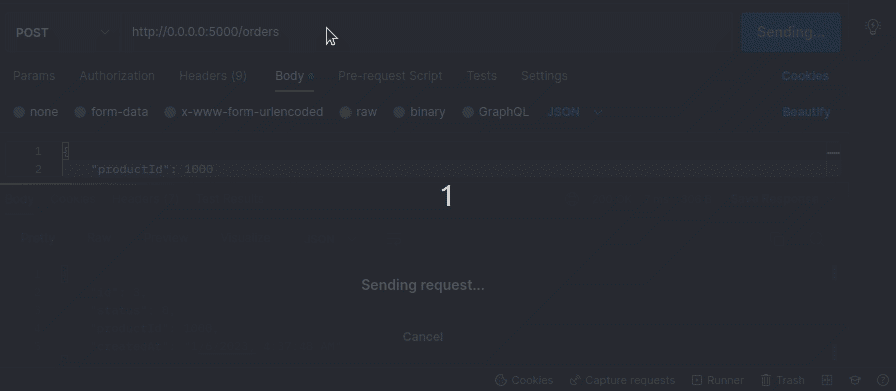 POST http://0.0.0.0:5000/orders Sending...
Params Authorization Headers (9) Body Pre-request Script Tests Settings Cookies
none form-data x-www-form-urlencoded raw binary GraphQL JSON Beautify
1 {
2 "productId": 1000
1
Sending request...
Cancel
Cookies Capture requests Runner Trash